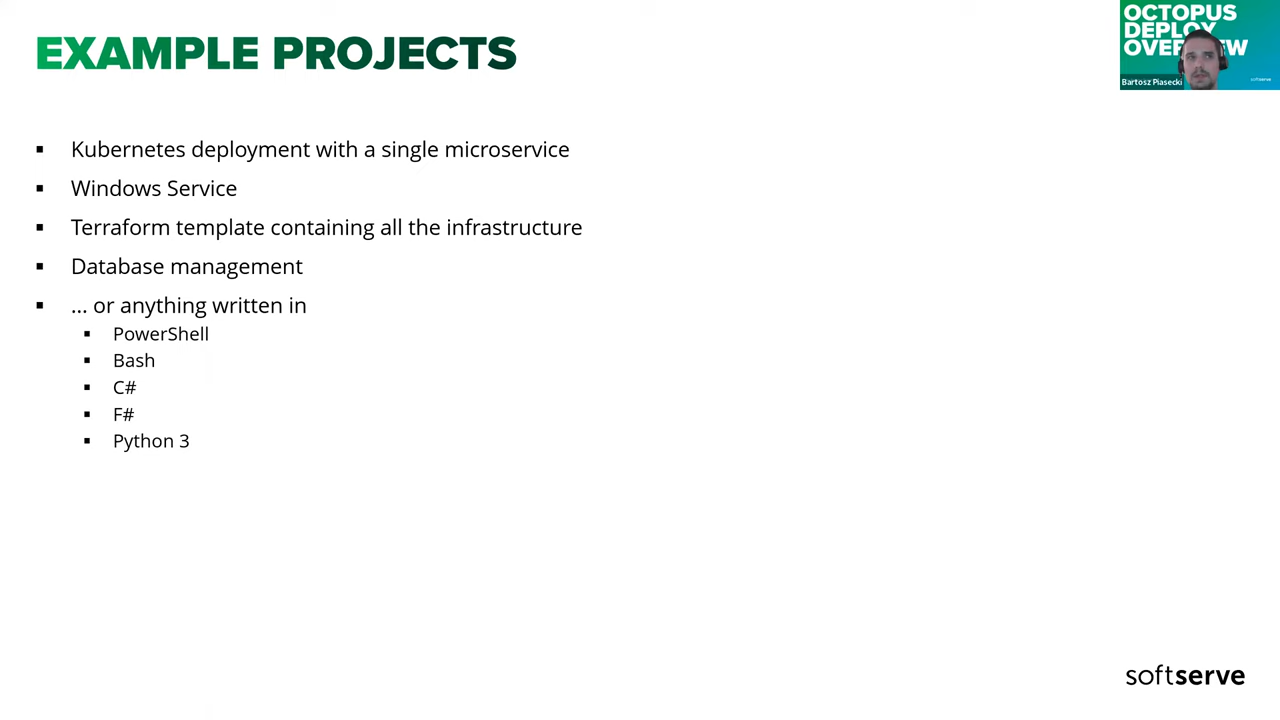 EXAMPLE PROJECTS
OCTOPUS
DEPLOY
Bartosz Piasecki
softserve
▪ Kubernetes deployment with a single microservice
▪ Windows Service
▪ Terraform template containing all the infrastructure
▪ Database management
▪ ... or anything written in
▪ PowerShell
▪ Bash
▪ C#
▪ F#
▪ Python 3
softserve